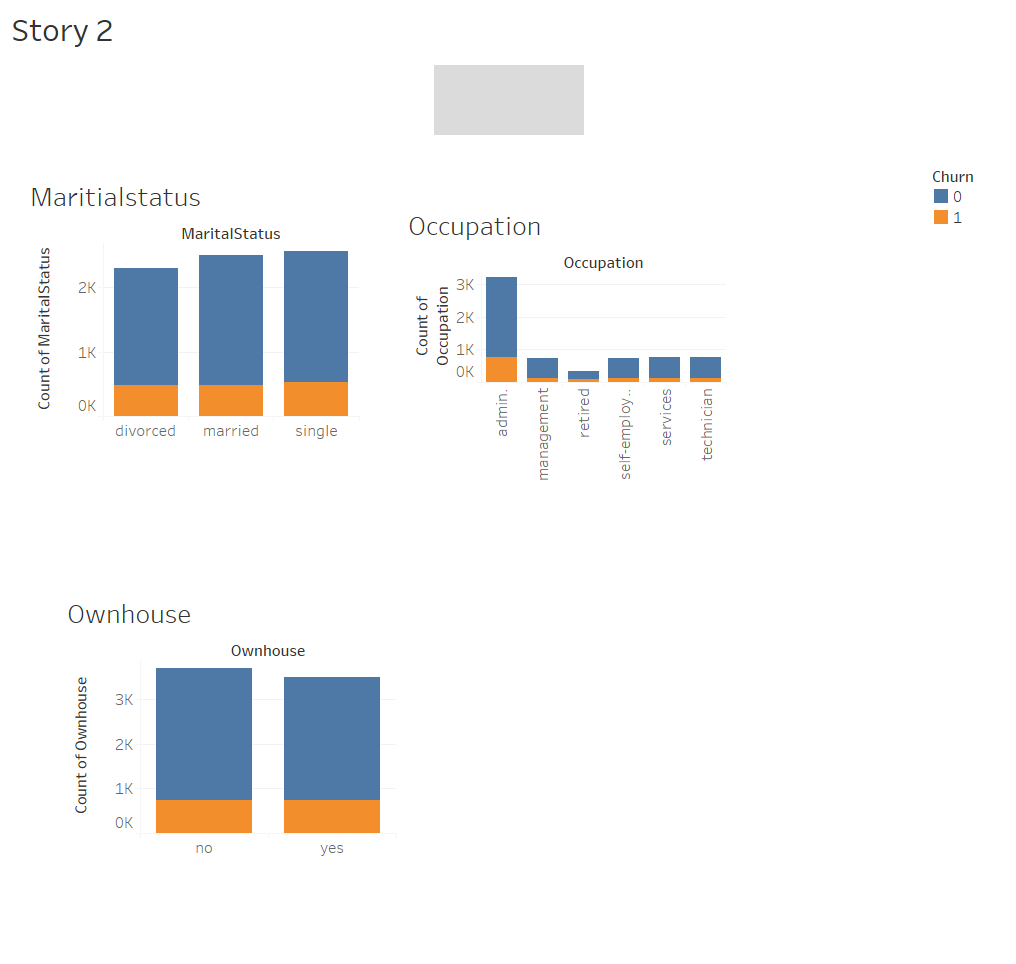 Story 2
Churn
0
1
Maritialstatus
MaritalStatus
Count of MaritalStatus
2K
1K
0K
divorced
married
single
Occupation
Occupation
Count of
Occupation
3K
2K
1K
0K
admin.
management
retired
self-employ..
services
technician
Ownhouse
Ownhouse
Count of Ownhouse
3K
2K
1K
0K
no
yes